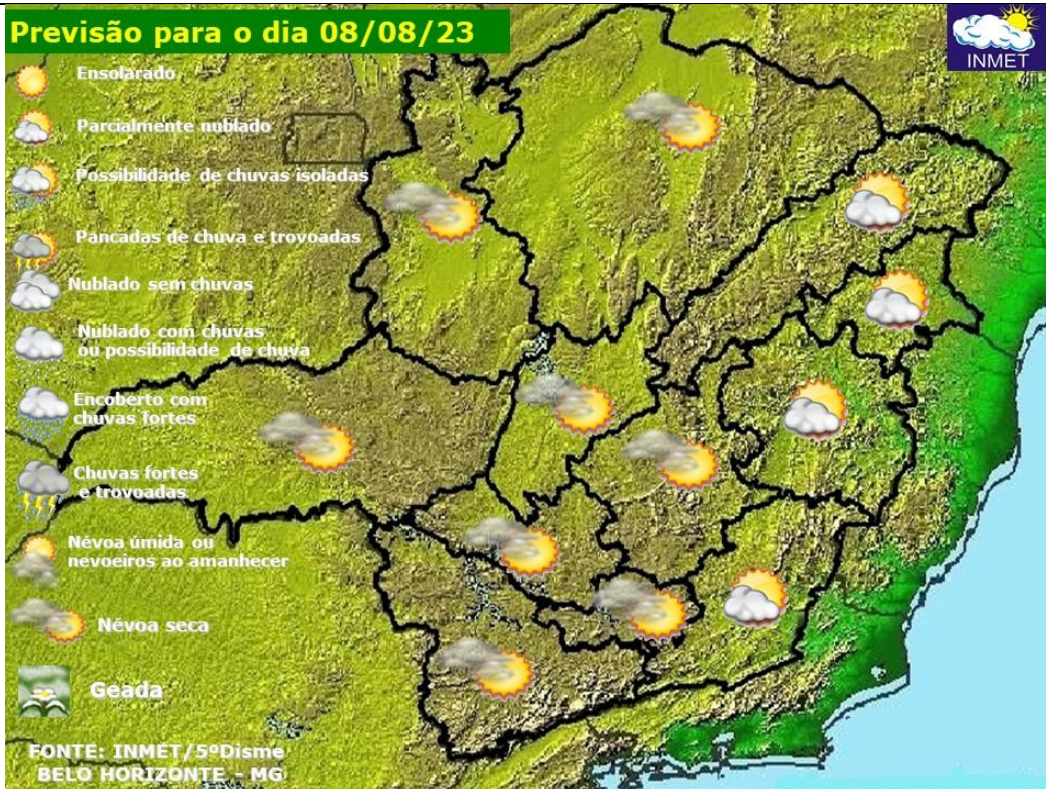 Previsão para o dia 08/08/23
INMET
Ensolarado
Parcialmente nublado
Possibilidade de chuvas isoladas
Pancadas de chuva e trovoadas
Nublado sem chuvas
Nublado com chuvas
ou possibilidade de chuva
Encoberto com
chuvas fortes
Chuvas fortes
e trovoadas
Névoa úmida ou
nevoeiros ao amanhecer
Névoa seca
Geada
FONTE: INMET/5ºDisme
BELO HORIZONTE - MG